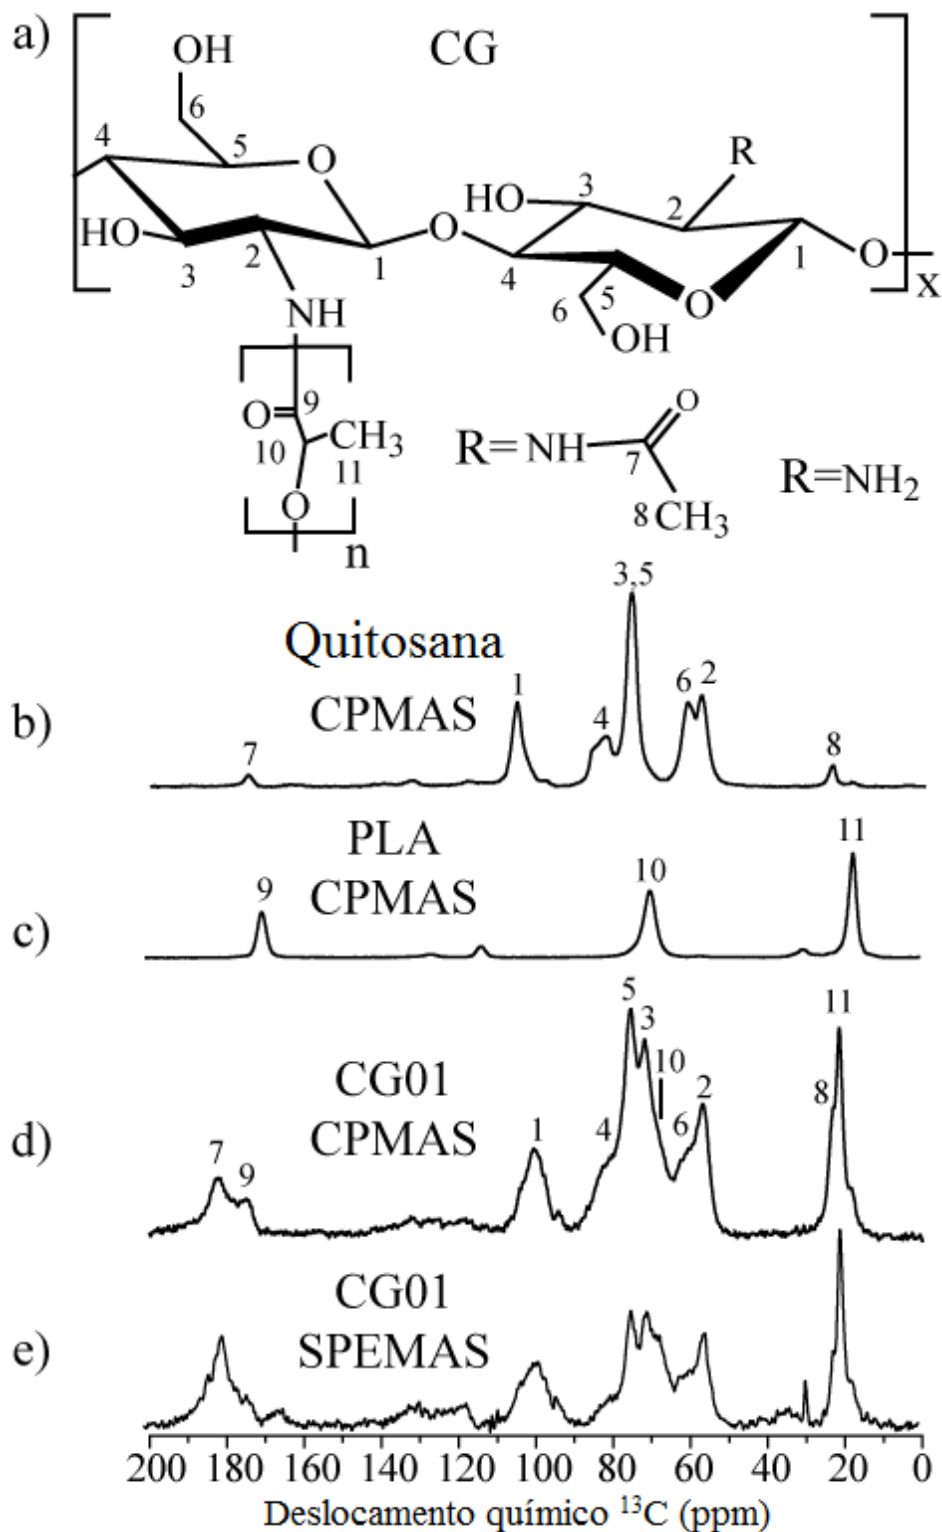 a)
CG
OH
6
4
5
O
R
HO
3
2
HO
3
2
1
O
4
1
O
X
NH
6
5
O
OH
O
9
10
CH₃
11
O
n
R=NH
7
O
8CH₃
R=NH₂
b)
Quitosana
CPMAS
7
1
4
3,5
6
2
8
c)
PLA
CPMAS
9
10
11
d)
CG01
CPMAS
7
9
1
4
5
3
10
6
2
8
11
e)
CG01
SPEMAS
200 180 160 140 120 100 80 60 40 20 0
Deslocamento químico ¹³C (ppm)